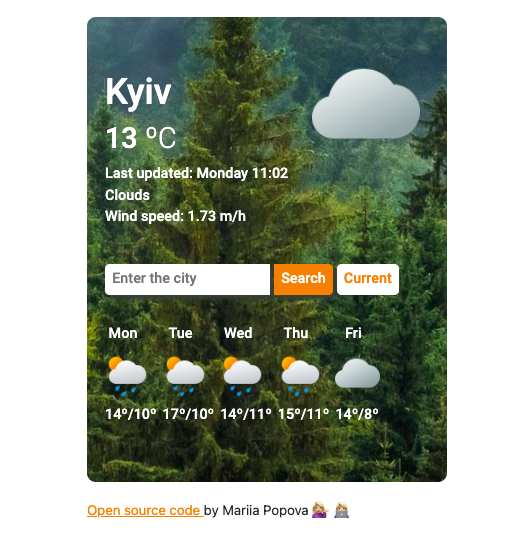 Kyiv
13 ºC
Last updated: Monday 11:02
Clouds
Wind speed: 1.73 m/h
Enter the city Search Current
Mon Tue Wed Thu Fri
14º/10º 17º/10º 14º/11º 15º/11º 14º/8º
Open source code by Mariia Popova